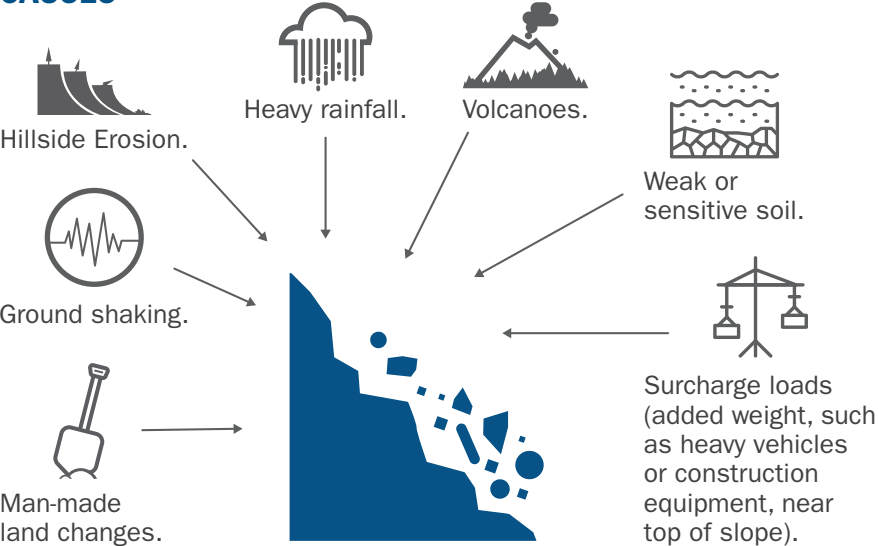 Heavy rainfall.
Volcanoes.
Hillside Erosion.
Weak or
sensitive soil.
Ground shaking.
Surcharge loads
(added weight, such
as heavy vehicles
or construction
equipment, near
top of slope).
Man-made
land changes.